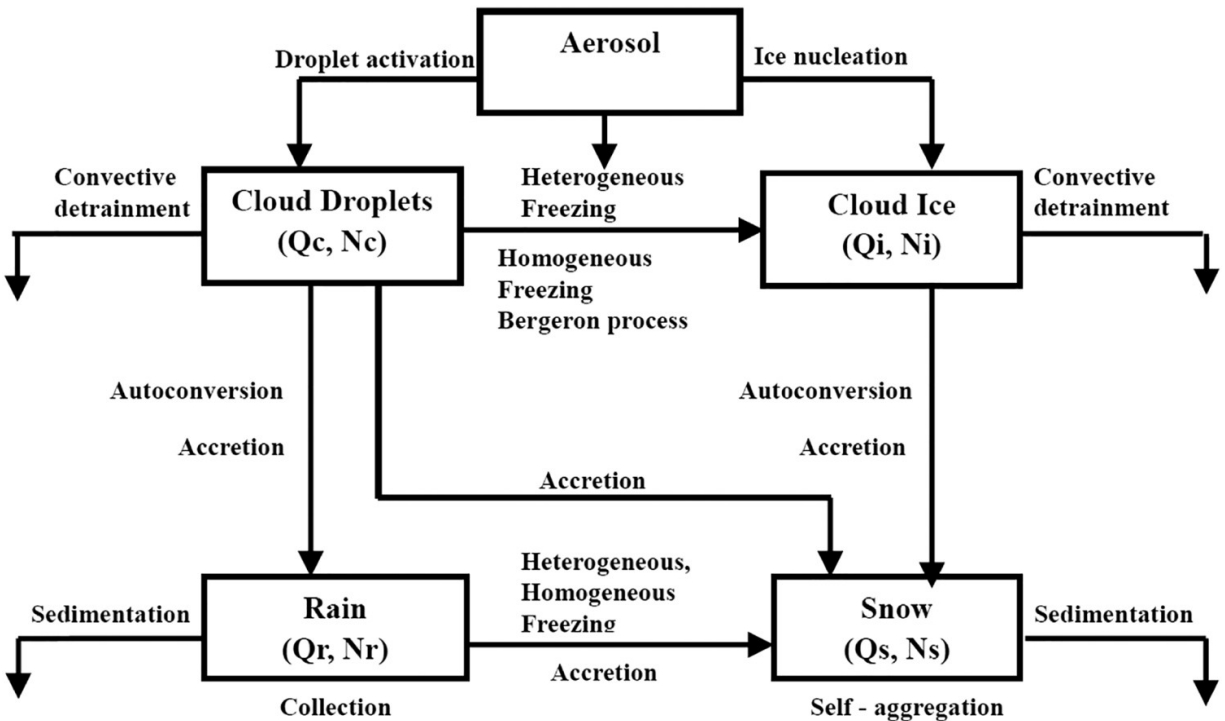 Aerosol
Droplet activation
Ice nucleation
Convective
detrainment
Cloud Droplets
(Qc, Nc)
Heterogeneous
Freezing
Homogeneous
Freezing
Bergeron process
Cloud Ice
(Qi, Ni)
Convective
detrainment
Autoconversion
Accretion
Accretion
Autoconversion
Accretion
Sedimentation
Rain
(Qr, Nr)
Collection
Heterogeneous,
Homogeneous
Freezing
Accretion
Snow
(Qs, Ns)
Self - aggregation
Sedimentation